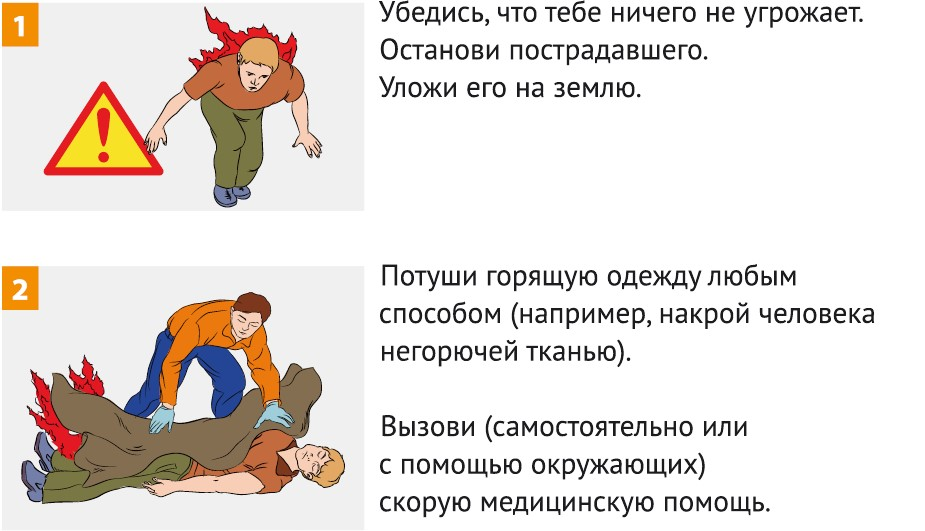 1
Убедись, что тебе ничего не угрожает.
Останови пострадавшего.
Уложи его на землю.
2
Потуши горящую одежду любым
способом (например, накрой человека
негорючей тканью).
Вызови (самостоятельно или
с помощью окружающих)
скорую медицинскую помощь.